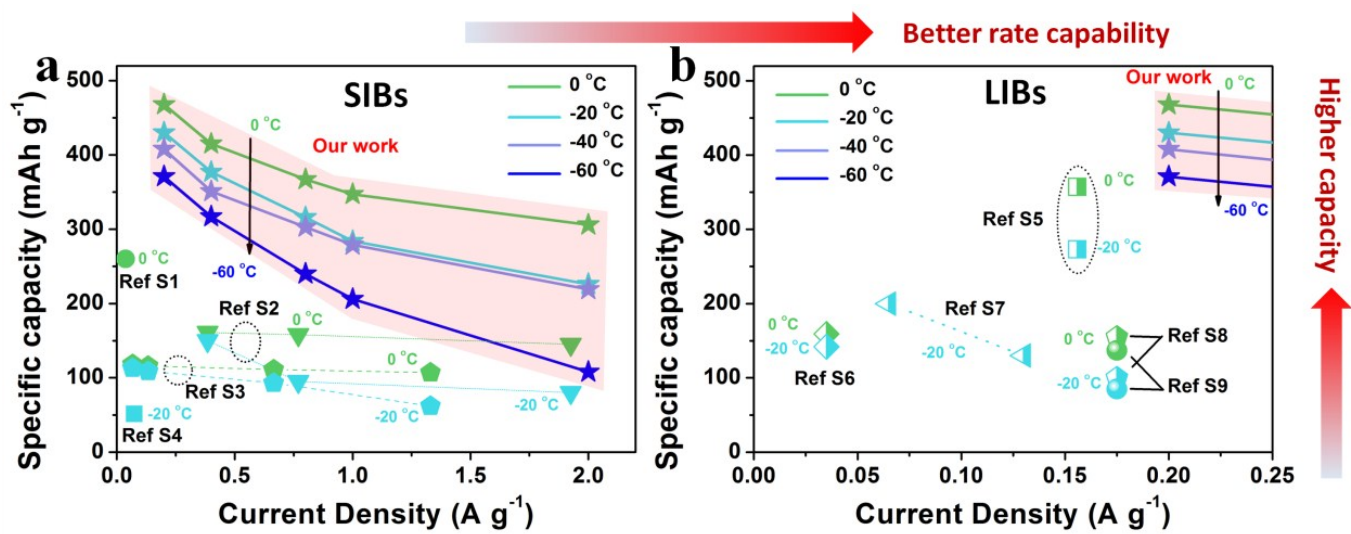 Better rate capability
a
SIBs
Our work
0 °C
-20 °C
-40 °C
-60 °C
0 °C
-60 °C
0 °C
Ref S1
Ref S2
0 °C
0 °C
Ref S3
-20 °C
Ref S4
-20 °C
-20 °C
500
400
300
200
100
0
0.0
0.5
1.0
1.5
2.0
Specific capacity (mAh g⁻¹)
Current Density (A g⁻¹)
b
LIBs
Our work
0 °C
-20 °C
-40 °C
-60 °C
0 °C
-60 °C
Ref S5
0 °C
-20 °C
Ref S7
-20 °C
0 °C
-20 °C
Ref S6
0 °C
-20 °C
Ref S8
Ref S9
500
400
300
200
100
0
0.00
0.05
0.10
0.15
0.20
0.25
Specific capacity (mAh g⁻¹)
Current Density (A g⁻¹)
Higher capacity